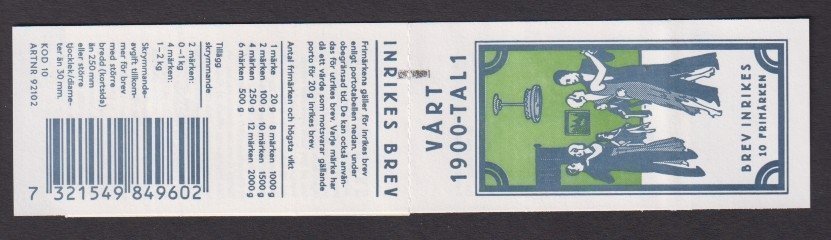 VÅRT
1900-TAL 1
BREV INRIKES
10 FRIMÄRKEN
INRIKES BREV
Frimärkena gäller för inrikes brev
enligt portotabellen nedan, under
obegränsad tid. De kan också använ-
das för utrikes brev. Varje märke har
då ett värde som motsvarar gällande
porto för 20 g inrikes brev.
Antal frimärken och högsta vikt
1 märke 20 g 8 märken 1000 g
2 märken 100 g 10 märken 1500 g
4 märken 250 g 12 märken 2000 g
6 märken 500 g
Tillägg
skrymmande
2 märken:
0–1 kg
4 märken:
1–2 kg
Skrymmande-
avgift tillkom-
mer för brev
med större
bredd (kortsida)
än 250 mm
eller större
tjocklek/diame-
ter än 30 mm.
KOD 10
ART NR 92102
7 321549 849602